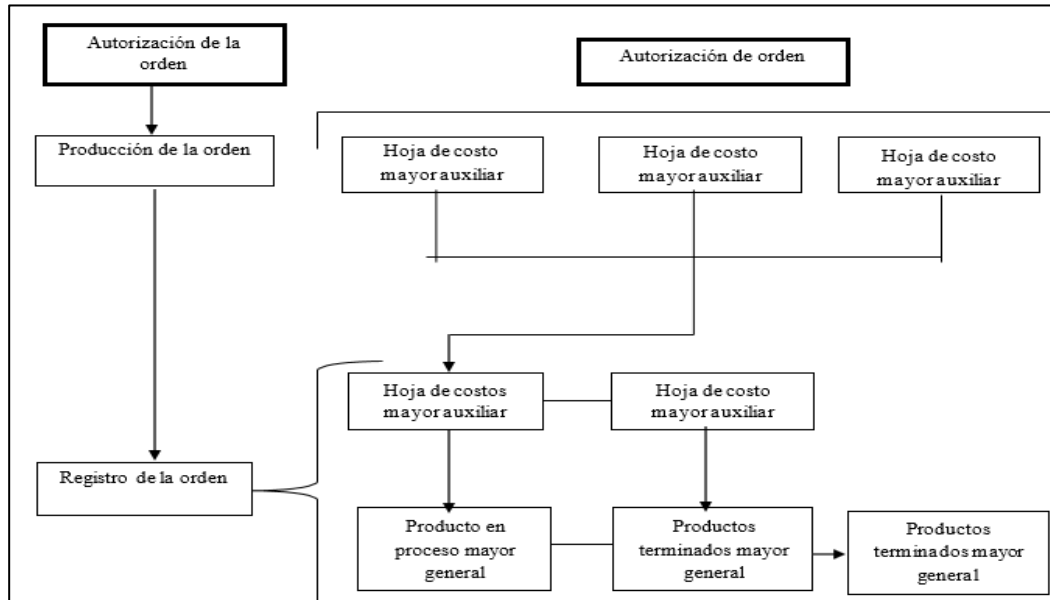 Autorización de la
orden
Autorización de orden
Producción de la orden
Hoja de costo
mayor auxiliar
Hoja de costo
mayor auxiliar
Hoja de costo
mayor auxiliar
Hoja de costos
mayor auxiliar
Hoja de costo
mayor auxiliar
Registro de la orden
Producto en
proceso mayor
general
Productos
terminados mayor
general
Productos
terminados mayor
general